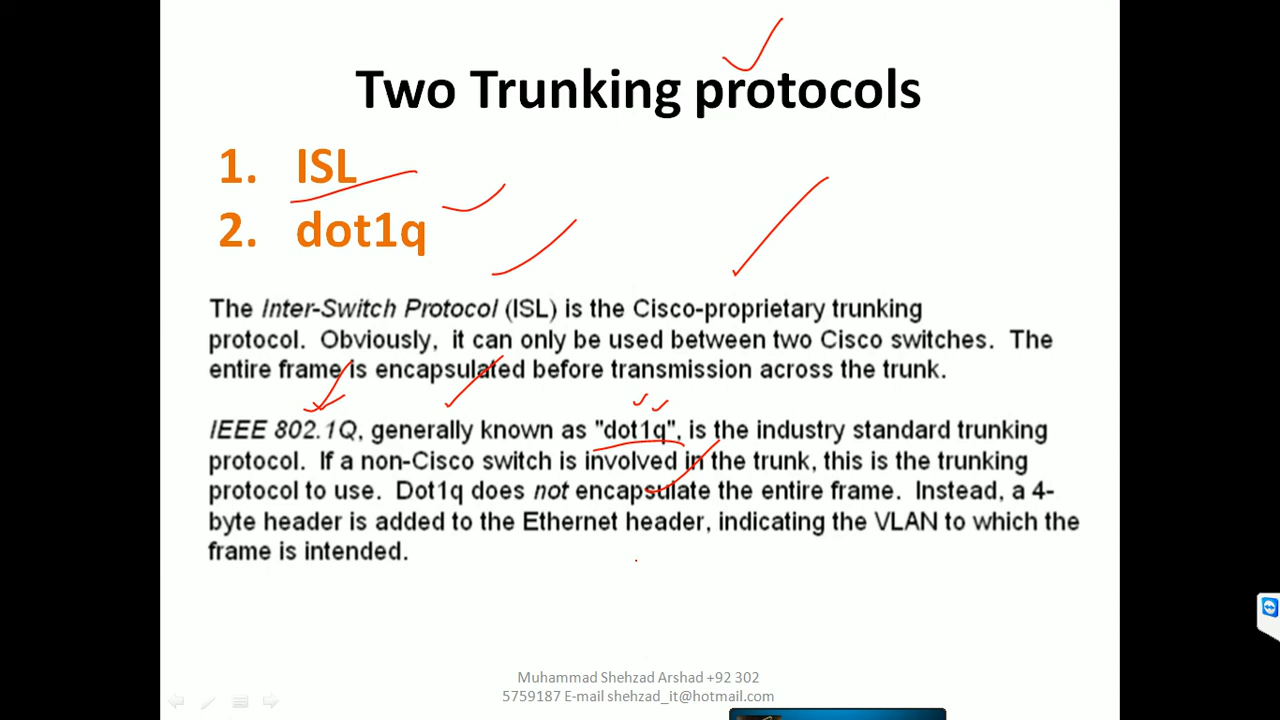 Two Trunking protocols
1. ISL
2. dot1q
The Inter-Switch Protocol (ISL) is the Cisco-proprietary trunking
protocol. Obviously, it can only be used between two Cisco switches. The
entire frame is encapsulated before transmission across the trunk.
IEEE 802.1Q, generally known as "dot1q", is the industry standard trunking
protocol. If a non-Cisco switch is involved in the trunk, this is the trunking
protocol to use. Dot1q does not encapsulate the entire frame. Instead, a 4-
byte header is added to the Ethernet header, indicating the VLAN to which the
frame is intended.
Muhammad Shehzad Arshad +92 302
5759187 E-mail shehzad_it@hotmail.com